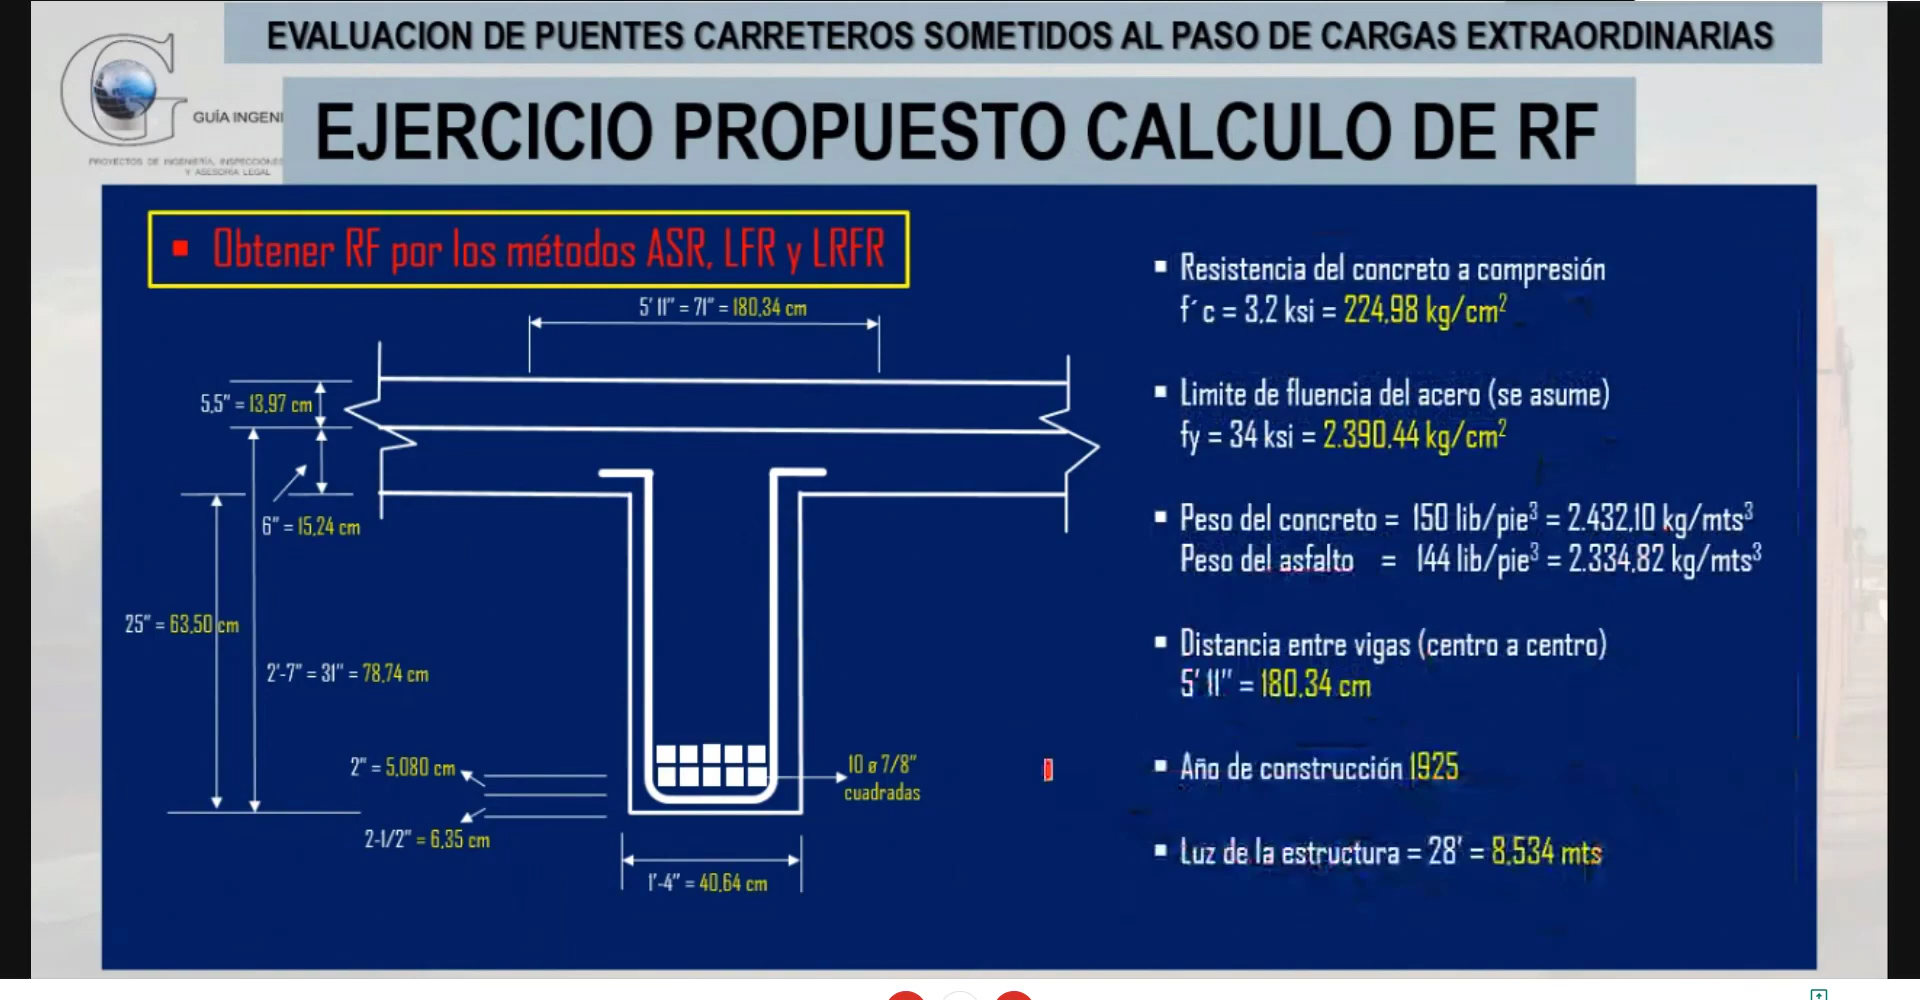 EVALUACION DE PUENTES CARRETEROS SOMETIDOS AL PASO DE CARGAS EXTRAORDINARIAS
GUÍA INGENI
PROYECTOS DE INGENIERÍA, INSPECCIONES
Y ASESORIA LEGAL
EJERCICIO PROPUESTO CALCULO DE RF
▪ Obtener RF por los métodos ASR, LFR y LRFR
5' 11" = 71" = 180,34 cm
5,5" = 13,97 cm
6" = 15,24 cm
25" = 63,50 cm
2'-7" = 31" = 78,74 cm
2" = 5,080 cm
2-1/2" = 6,35 cm
10 ø 7/8"
cuadradas
1'-4" = 40,64 cm
▪ Resistencia del concreto a compresión
f´c = 3,2 ksi = 224,98 kg/cm²
▪ Limite de fluencia del acero (se asume)
fy = 34 ksi = 2.390,44 kg/cm²
▪ Peso del concreto = 150 lib/pie³ = 2.432,10 kg/mts³
Peso del asfalto = 144 lib/pie³ = 2.334,82 kg/mts³
▪ Distancia entre vigas (centro a centro)
5' 11" = 180,34 cm
▪ Año de construcción 1925
▪ Luz de la estructura = 28' = 8,534 mts